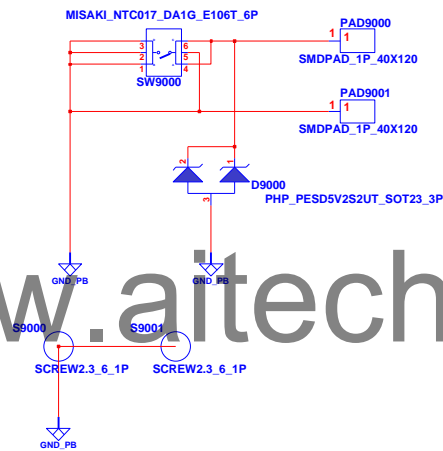 MISAKI_NTC017_DA1G_E106T_6P
3 6
2 5
1 4
SW9000
PAD9000
1 1
SMDPAD_1P_40X120
PAD9001
1 1
SMDPAD_1P_40X120
2 1
D9000
3
PHP_PESD5V2S2UT_SOT23_3P
GND_PB GND_PB
w.aitech
S9000 S9001
SCREW2.3_6_1P SCREW2.3_6_1P
GND_PB